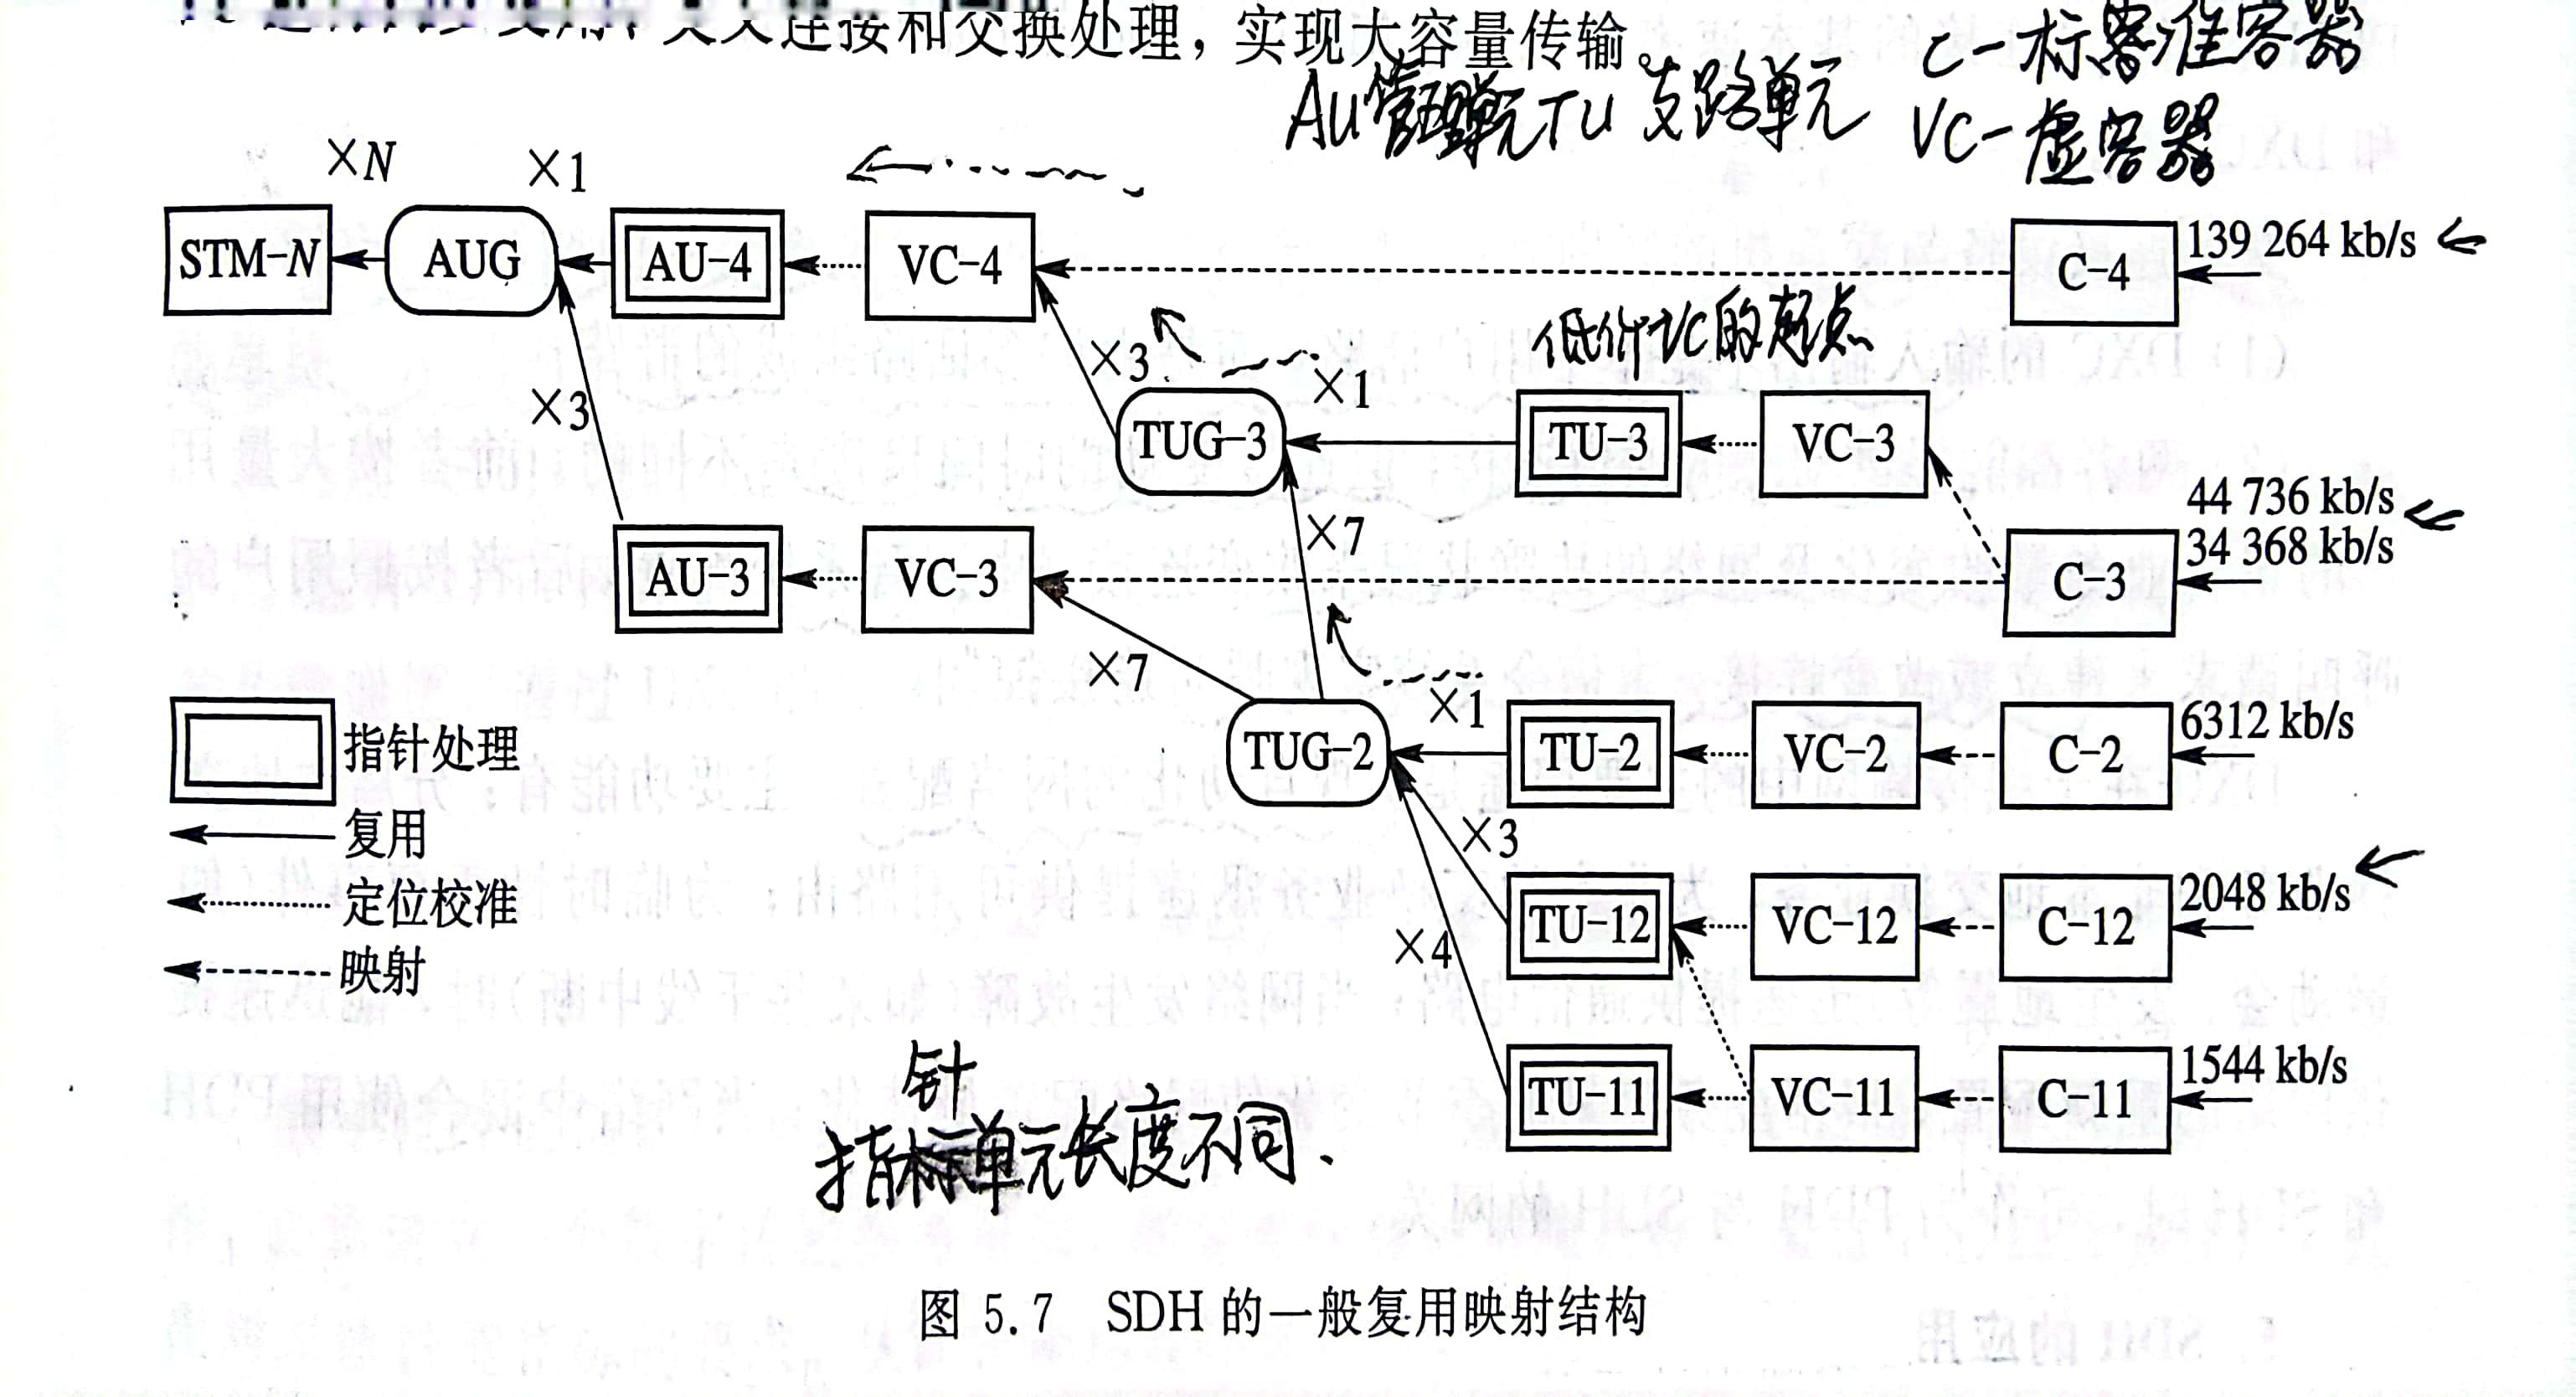 连接和交换处理，实现大容量传输。
C-标准容器
AU管理单元TU 支路单元
VC-虚容器
×N
×1
STM-N
AUG
AU-4
VC-4
C-4
139 264 kb/s
低价VC的起点
×3
×1
×3
TUG-3
TU-3
VC-3
44 736 kb/s
34 368 kb/s
×7
AU-3
VC-3
C-3
×7
×1
指针处理
TUG-2
TU-2
VC-2
C-2
6312 kb/s
复用
×3
定位校准
TU-12
VC-12
C-12
2048 kb/s
×4
映射
TU-11
VC-11
C-11
1544 kb/s
针
指标单元长度不同.
图 5.7 SDH 的一般复用映射结构